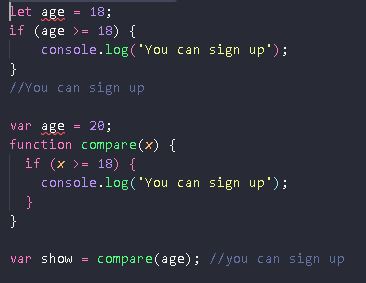 let age = 18;
if (age >= 18) {
    console.log('You can sign up');
}
//You can sign up

var age = 20;
function compare(x) {
  if (x >= 18) {
    console.log('You can sign up');
  }
}

var show = compare(age); //you can sign up